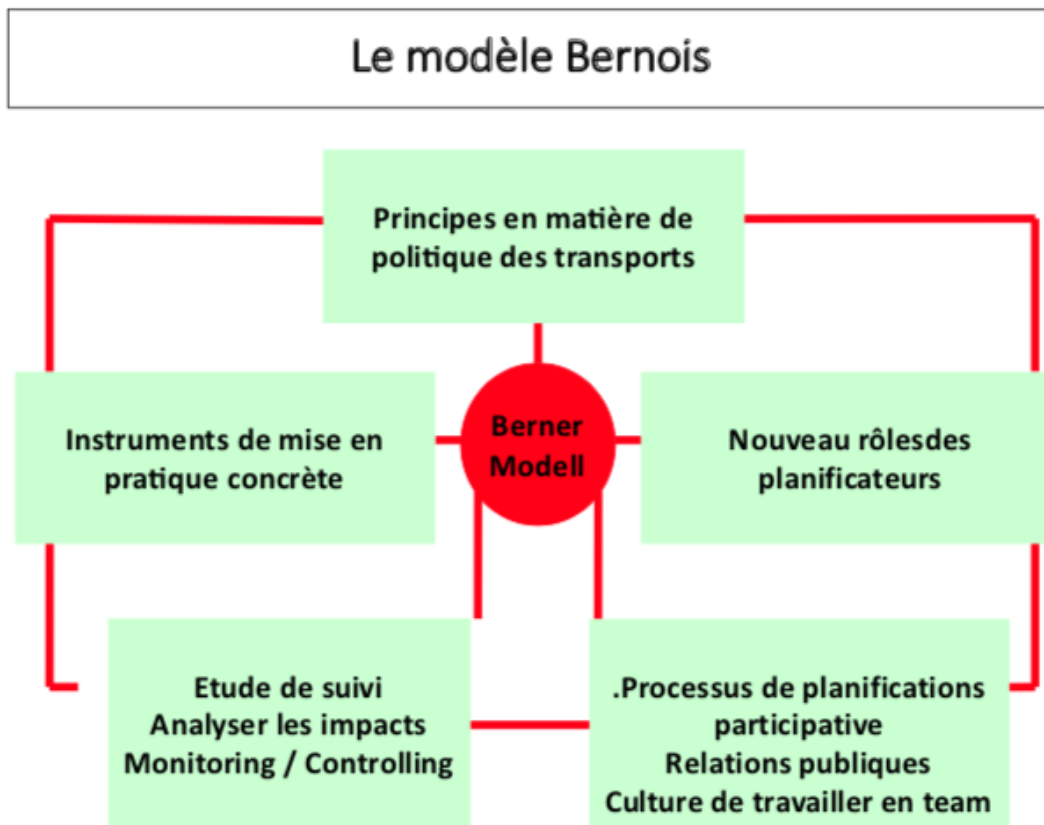 Le modèle Bernois
Principes en matière de
politique des transports
Instruments de mise en
pratique concrète
Berner
Modell
Nouveau rôlesdes
planificateurs
Etude de suivi
Analyser les impacts
Monitoring / Controlling
.Processus de planifications
participative
Relations publiques
Culture de travailler en team